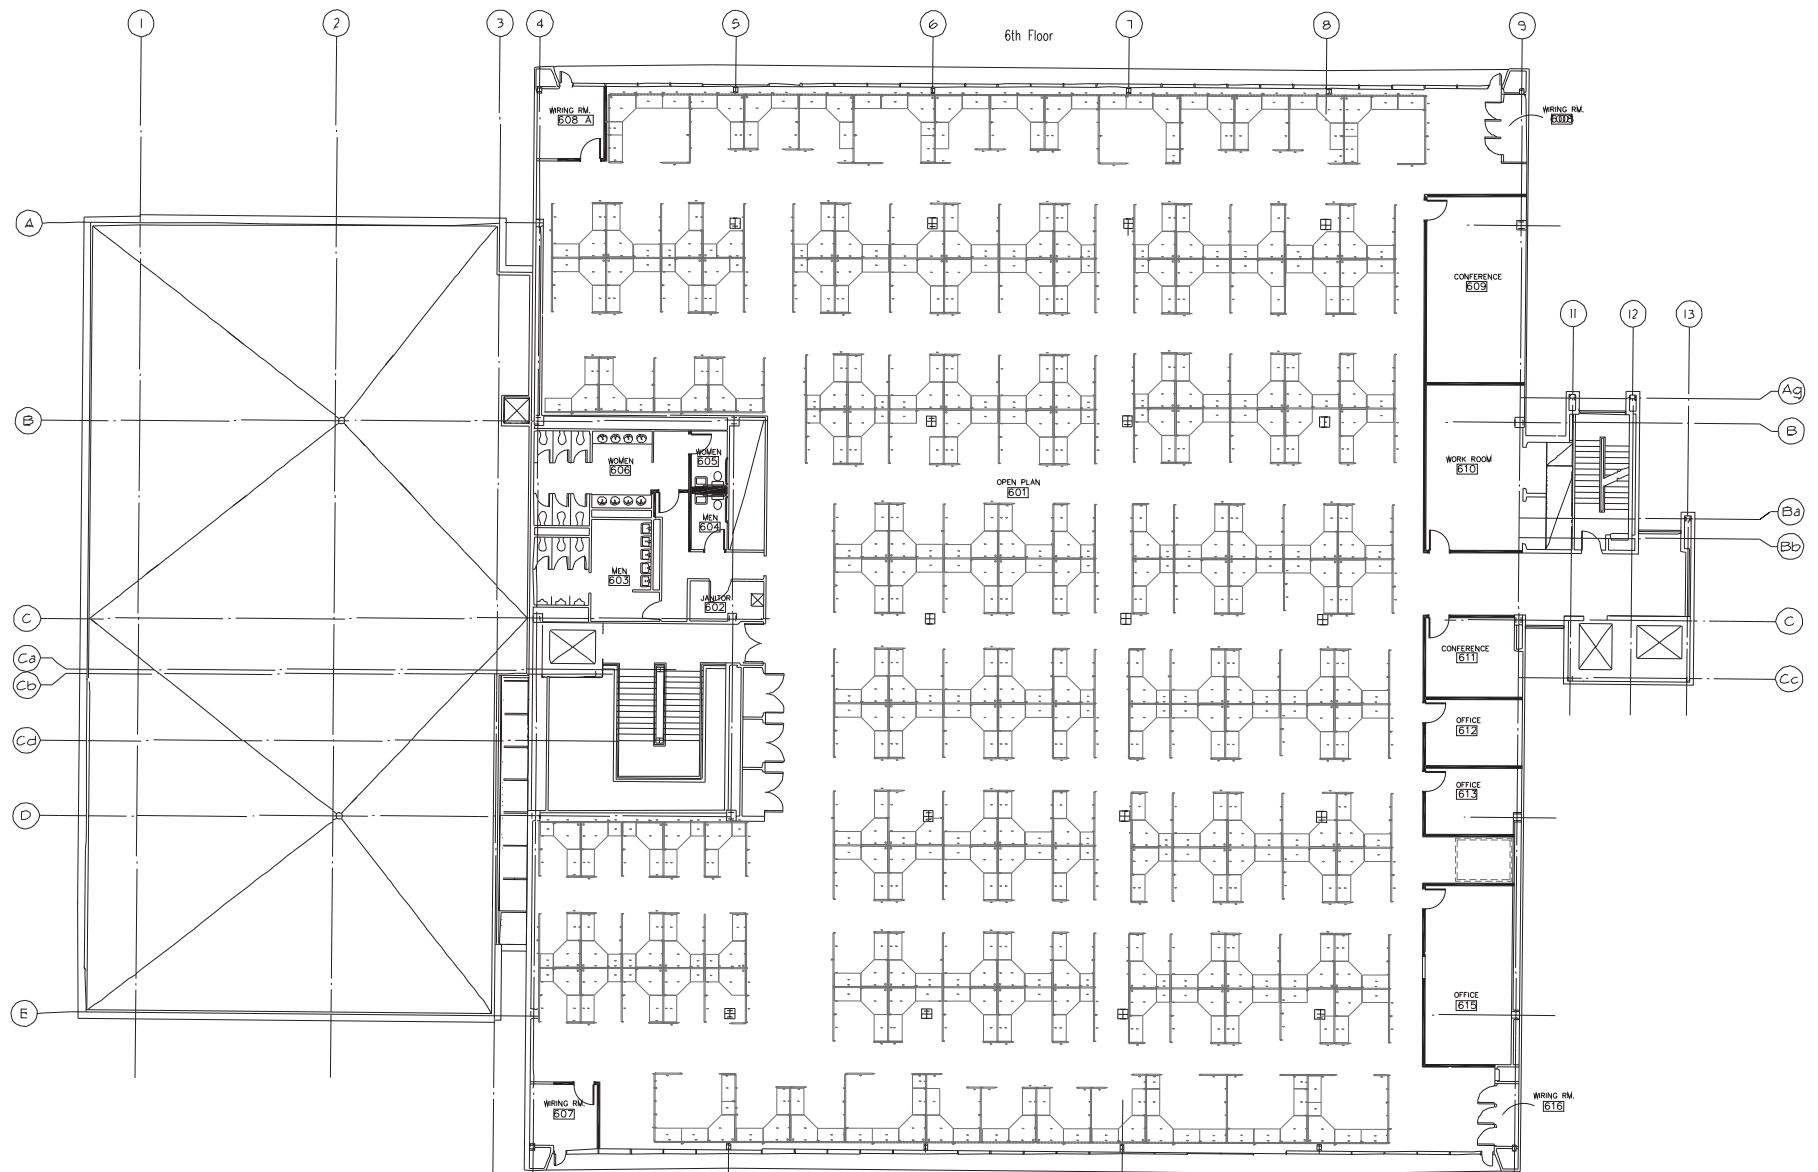 1
2
3
4
5
6
7
8
9
6th Floor
WIRING RM.
608 A
WIRING RM.
A
CONFERENCE
609
11
12
13
Ag
B
B
WOMEN
606
WOMEN
605
WORK ROOM
610
OPEN PLAN
601
Ba
MEN
604
Bb
MEN
603
JANITOR
602
C
C
Ca
CONFERENCE
611
Cb
Cc
OFFICE
612
Cd
OFFICE
613
D
OFFICE
615
E
WIRING RM.
607
WIRING RM.
616